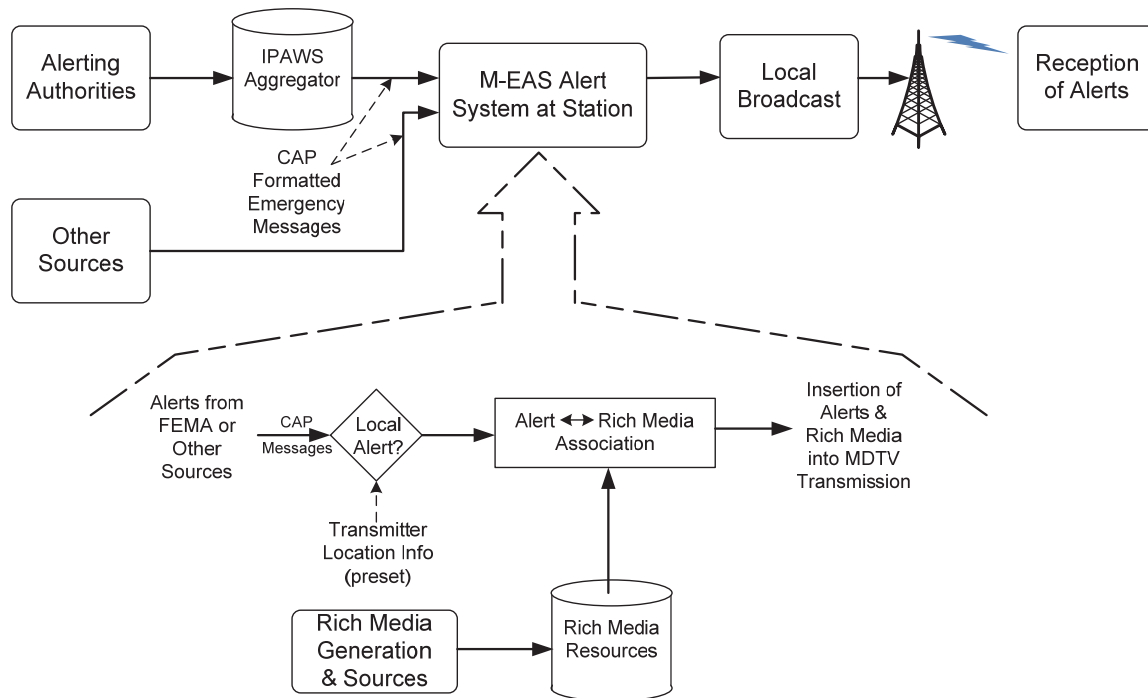 Alerting
Authorities
IPAWS
Aggregator
M-EAS Alert
System at Station
Local
Broadcast
Reception
of Alerts
CAP
Formatted
Emergency
Messages
Other
Sources
Alerts from
FEMA or
Other
Sources
CAP
Messages
Local
Alert?
Alert Rich Media
Association
Insertion of
Alerts &
Rich Media
into MDTV
Transmission
Transmitter
Location Info
(preset)
Rich Media
Generation
& Sources
Rich Media
Resources